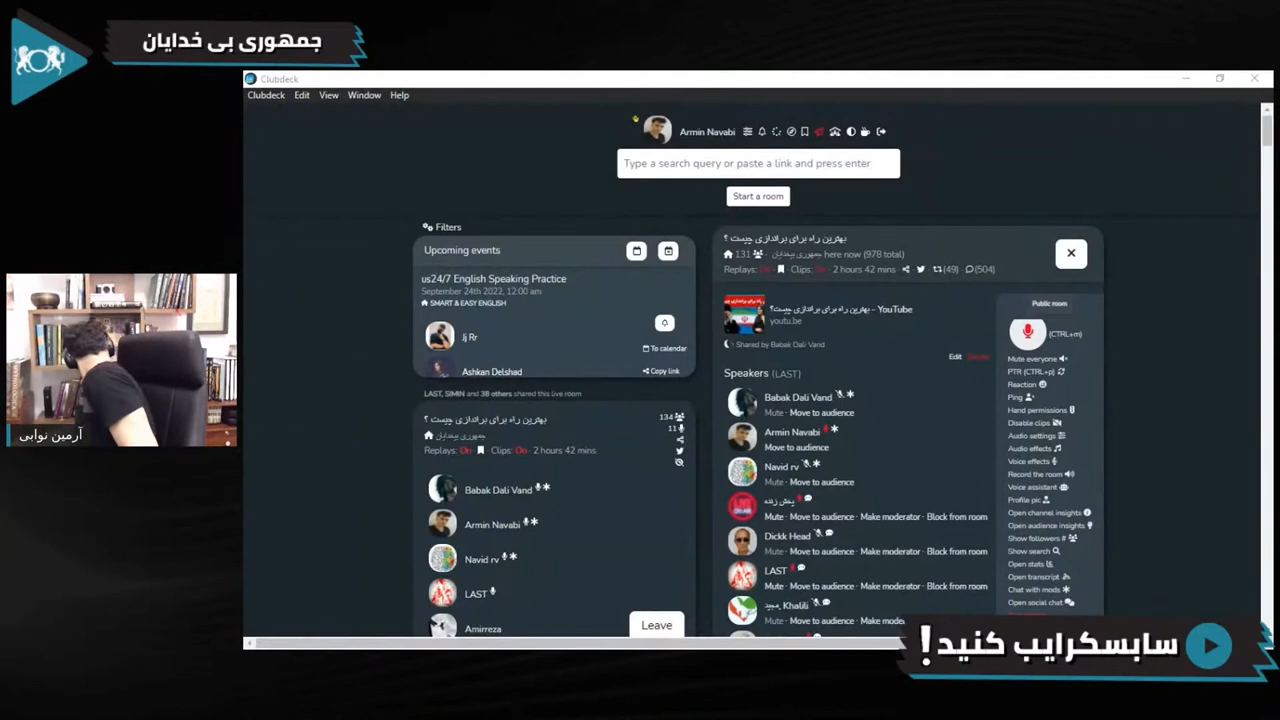 جمهوری بی خدایان
Clubdeck
Clubdeck Edit View Window Help
Armin Navabi
Type a search query or paste a link and press enter
Start a room
Filters
Upcoming events
us24/7 English Speaking Practice
September 24th 2022, 12:00 am
SMART & EASY ENGLISH
Jj Rr
To calendar
Ashkan Delshad
Copy link
LAST, SIMIN and 38 others shared this live room
بهترین راه برای براندازی چیست ؟
134
جمهوری بیخدایان
11
Replays: On · Clips: On · 2 hours 42 mins
Babak Dali Vand
Armin Navabi
Navid rv
LAST
Amirreza
Leave
بهترین راه برای براندازی چیست ؟
131 جمهوری بیخدایان here now (978 total)
Replays: On · Clips: On · 2 hours 42 mins (49) (504)
بهترین راه برای براندازی چیست؟ - YouTube
youtu.be
Shared by Babak Dali Vand
Edit
Speakers (LAST)
Babak Dali Vand
Mute · Move to audience
Armin Navabi
Move to audience
Navid rv
Mute · Move to audience
پخش زنده
Mute · Move to audience · Make moderator · Block from room
Dickk Head
Mute · Move to audience · Make moderator · Block from room
LAST
Mute · Move to audience · Make moderator · Block from room
مجید Khalili
Mute · Move to audience · Make
Public room
(CTRL+m)
Mute everyone
PTR (CTRL+p)
Reaction
Ping
Hand permissions
Disable clips
Audio settings
Audio effects
Voice effects
Record the room
Voice assistant
Profile pic
Open channel insights
Open audience insights
Show followers #
Show search
Open stats
Open transcript
Chat with mods
Open social chat
آرمین نوابی
سابسکرایب کنید!